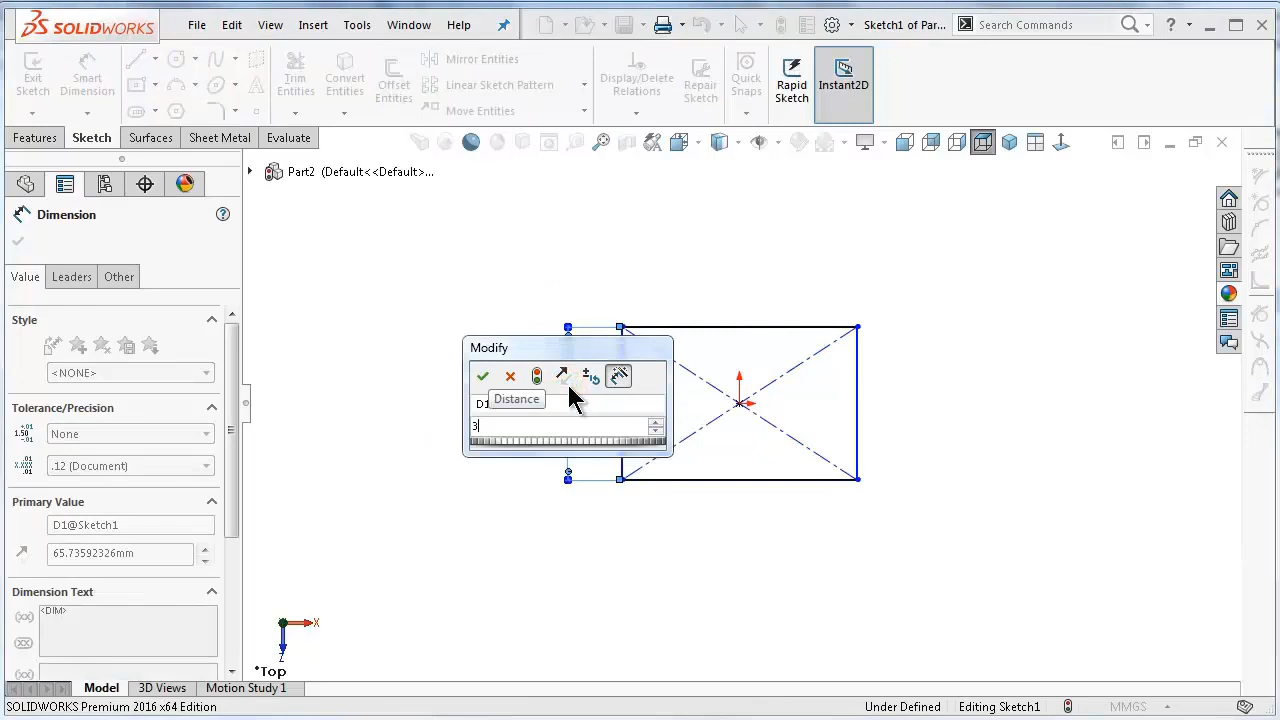 SOLIDWORKS File Edit View Insert Tools Window Help Sketch1 of Par... Search Commands ?
Exit Sketch
Smart Dimension
Trim Entities
Convert Entities
Offset Entities
Mirror Entities
Linear Sketch Pattern
Move Entities
Display/Delete Relations
Repair Sketch
Quick Snaps
Rapid Sketch
Instant2D
Features Sketch Surfaces Sheet Metal Evaluate
Part2 (Default<<Default>...
Dimension ?
Value Leaders Other
Style
<NONE>
Tolerance/Precision
None
.12 (Document)
Primary Value
D1@Sketch1
65.73592326mm
Dimension Text
<DIM>
Modify
D1
Distance
3
X
Z
*Top
Model 3D Views Motion Study 1
SOLIDWORKS Premium 2016 x64 Edition Under Defined Editing Sketch1 MMGS